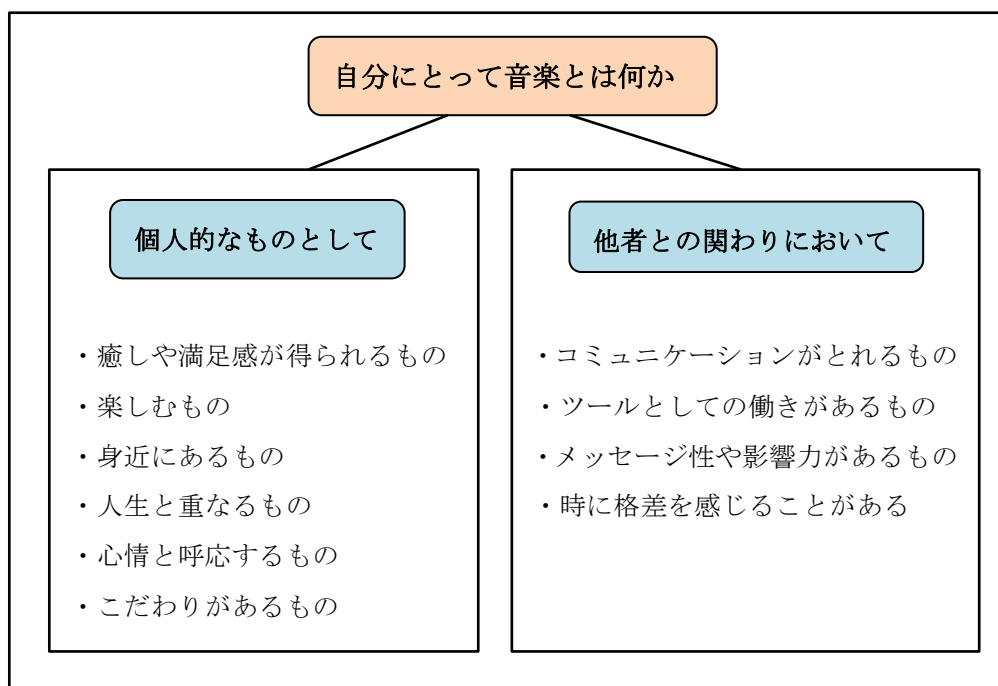 自分にとって音楽とは何か
個人的なものとして
・癒しや満足感が得られるもの
・楽しむもの
・身近にあるもの
・人生と重なるもの
・心情と呼応するもの
・こだわりがあるもの
他者との関わりにおいて
・コミュニケーションがとれるもの
・ツールとしての働きがあるもの
・メッセージ性や影響力があるもの
・時に格差を感じることがある